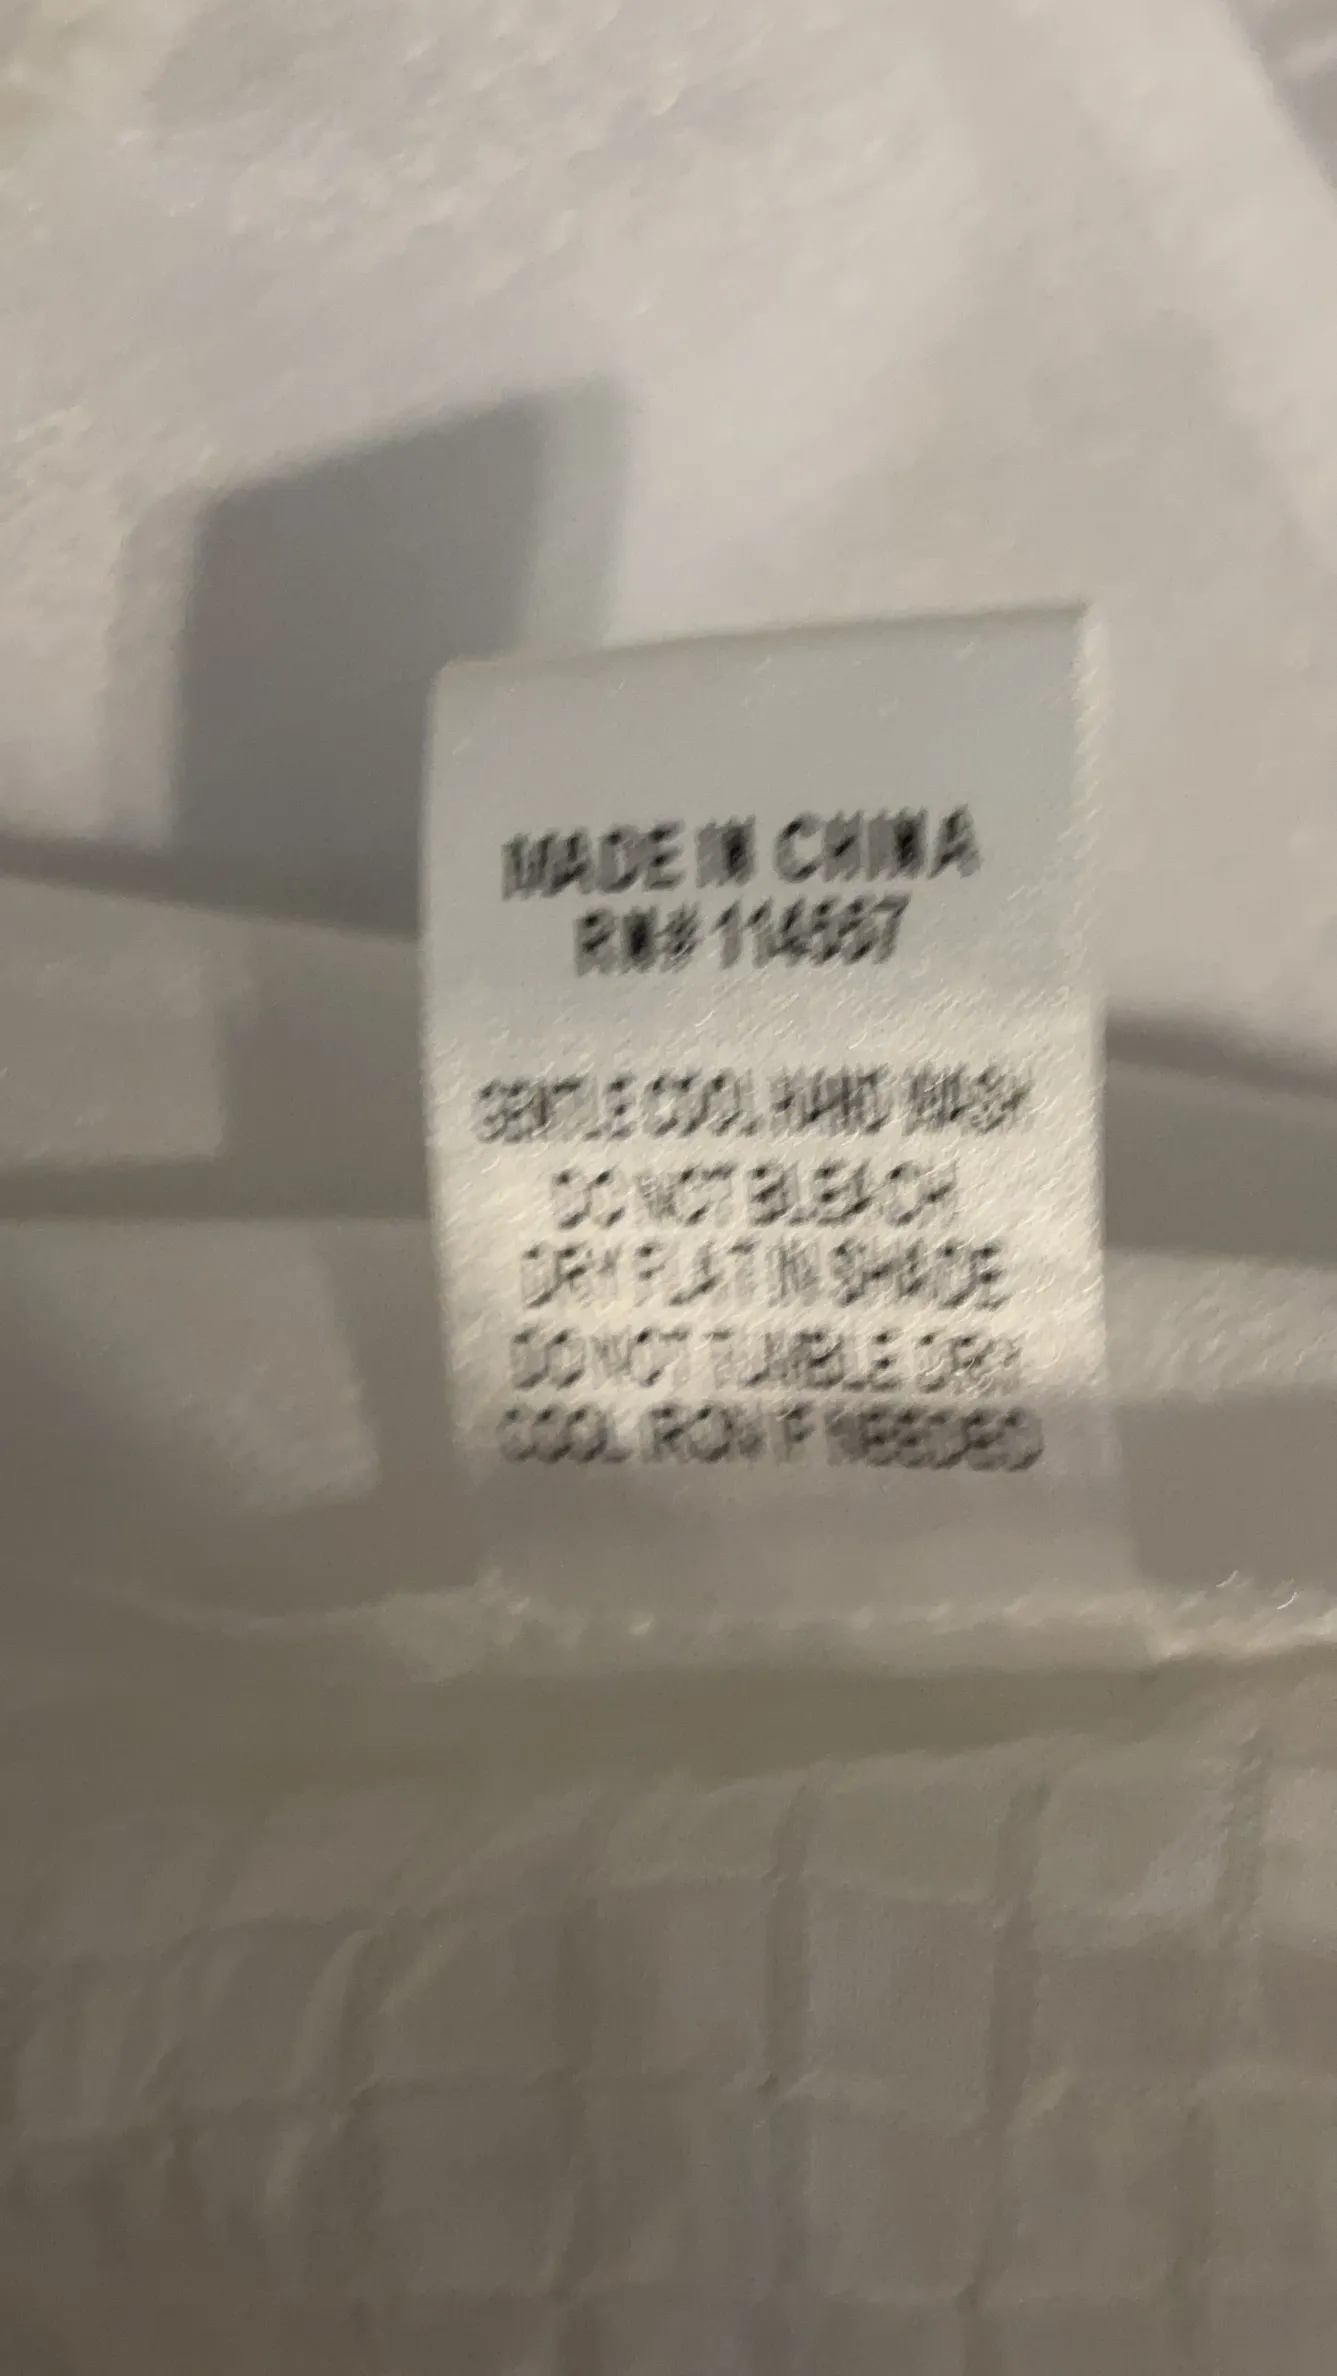 MADE IN CHINA
RN# 114567
GENTLE COOL HAND WASH
DO NOT BLEACH
DRY FLAT IN SHADE
DO NOT TUMBLE DRY
COOL IRON IF NEEDED